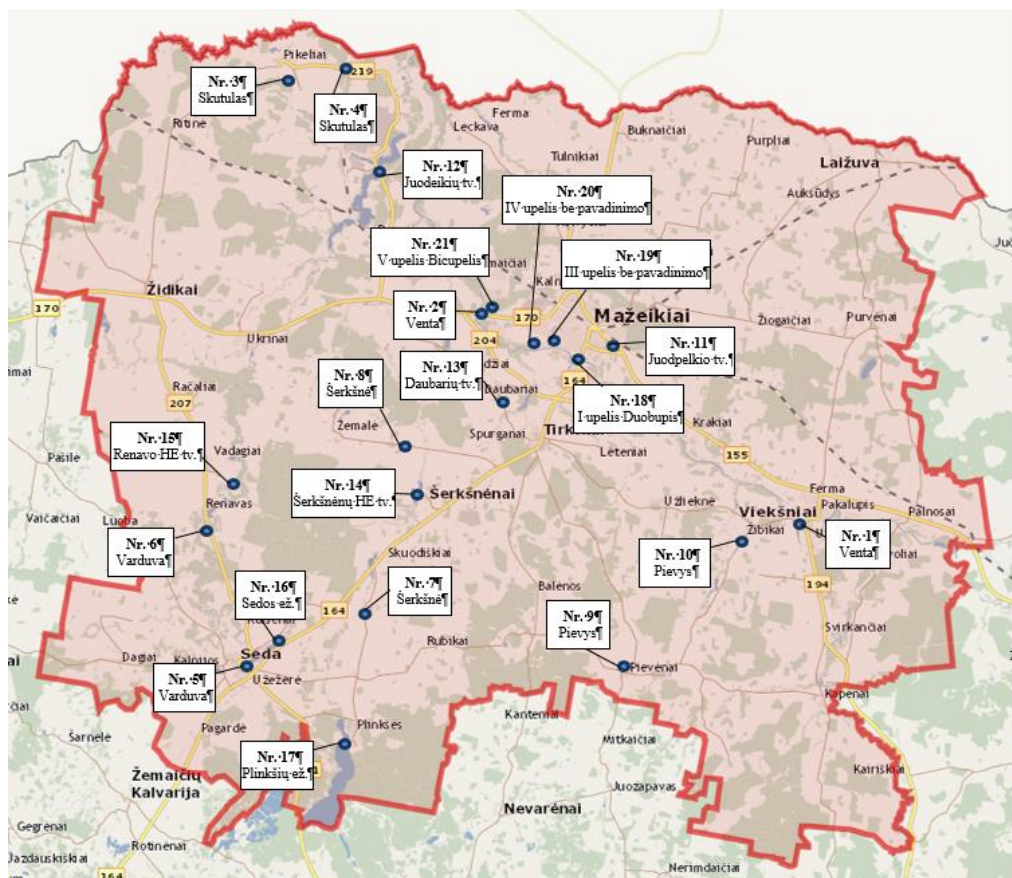 Pikeliai
219
Nr.·3¶
Skutulas¶
Nr.·4¶
Skutulas¶
Ritinė
Ferma
Leckava
Buknaičiai
Purpliai
Tulnikiai
Laižuva
Nr.·12¶
Juodeikių·tv.¶
Nr.·20¶
IV·upelis·be·pavadinimo¶
Auksūdys
Nr.·21¶
V·upelis·Bicupelis¶
Nr.·19¶
III·upelis·be·pavadinimo¶
Židikai
170
Nr.·2¶
Venta¶
170
Mažeikiai
Žiogaičiai
Purvėnai
Ukrinai
204
Nr.·11¶
Juodpelkio·tv.¶
Nr.·8¶
Šerkšnė¶
Nr.·13¶
Daubarių·tv.¶
Daubariai
164
Račaliai
207
Nr.·18¶
I·upelis·Duobupis¶
Žemalė
Spurganai
Krakiai
Nr.·15¶
Renavo·HE·tv.¶
Vadagiai
Pašilė
Lėteniai
155
Renavas
Nr.·14¶
Šerkšnėnų·HE·tv.¶
Šerkšnėnai
Užlieknė
Ferma
Pakalupis
Palnosai
Vaičaičiai
Luoba
Viekšniai
Žibikai
Nr.·6¶
Varduva¶
Skuodiškiai
Nr.·10¶
Pievys¶
Nr.·1¶
Venta¶
Nr.·16¶
Sedos·ež.¶
164
Nr.·7¶
Šerkšnė¶
Balėnos
194
Nr.·9¶
Pievys¶
Svirkančiai
Rubikai
Dagiai
Kalnijos
Seda
Nr.·5¶
Varduva¶
Užežerė
Pievėnai
Kapėnai
Pagardė
Plinkšės
Kanteniai
Šarnelė
Mitkaičiai
Nr.·17¶
Plinkšių·ež.¶
Žemaičių
Kalvarija
Kairiškiai
Juozapavas
Nevarėnai
Gegrėnai
Rotinėnai
164
Nerimdaičiai